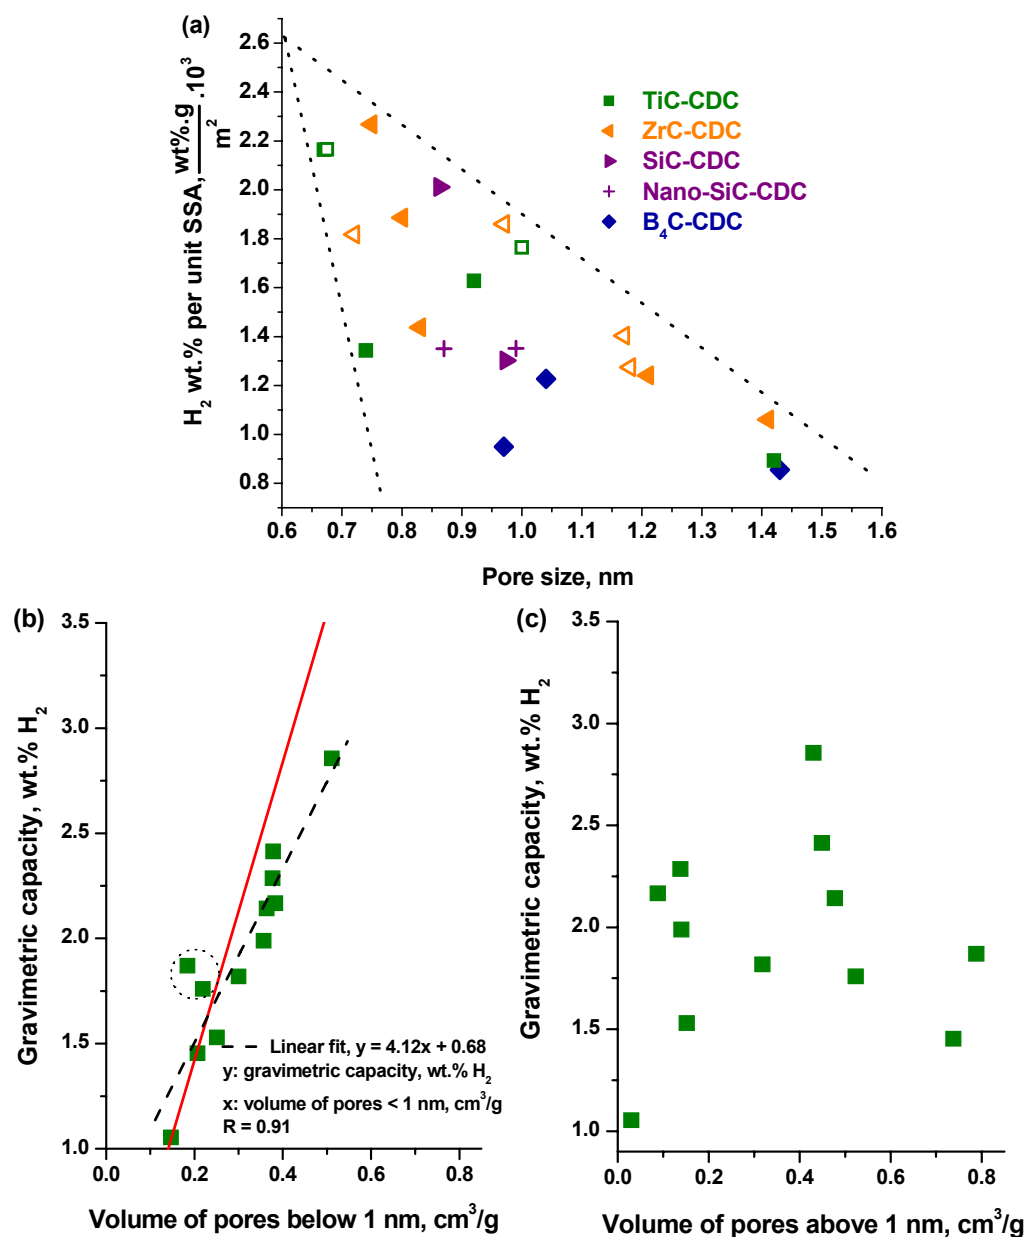 (a)
H₂ wt.% per unit SSA, wt%.g/m² .10³
2.6
2.4
2.2
2.0
1.8
1.6
1.4
1.2
1.0
0.8
TiC-CDC
ZrC-CDC
SiC-CDC
Nano-SiC-CDC
B₄C-CDC
0.6 0.7 0.8 0.9 1.0 1.1 1.2 1.3 1.4 1.5 1.6
Pore size, nm
(b)
Gravimetric capacity, wt.% H₂
3.5
3.0
2.5
2.0
1.5
1.0
Linear fit, y = 4.12x + 0.68
y: gravimetric capacity, wt.% H₂
x: volume of pores < 1 nm, cm³/g
R = 0.91
0.0 0.2 0.4 0.6 0.8
Volume of pores below 1 nm, cm³/g
(c)
Gravimetric capacity, wt.% H₂
3.5
3.0
2.5
2.0
1.5
1.0
0.0 0.2 0.4 0.6 0.8
Volume of pores above 1 nm, cm³/g